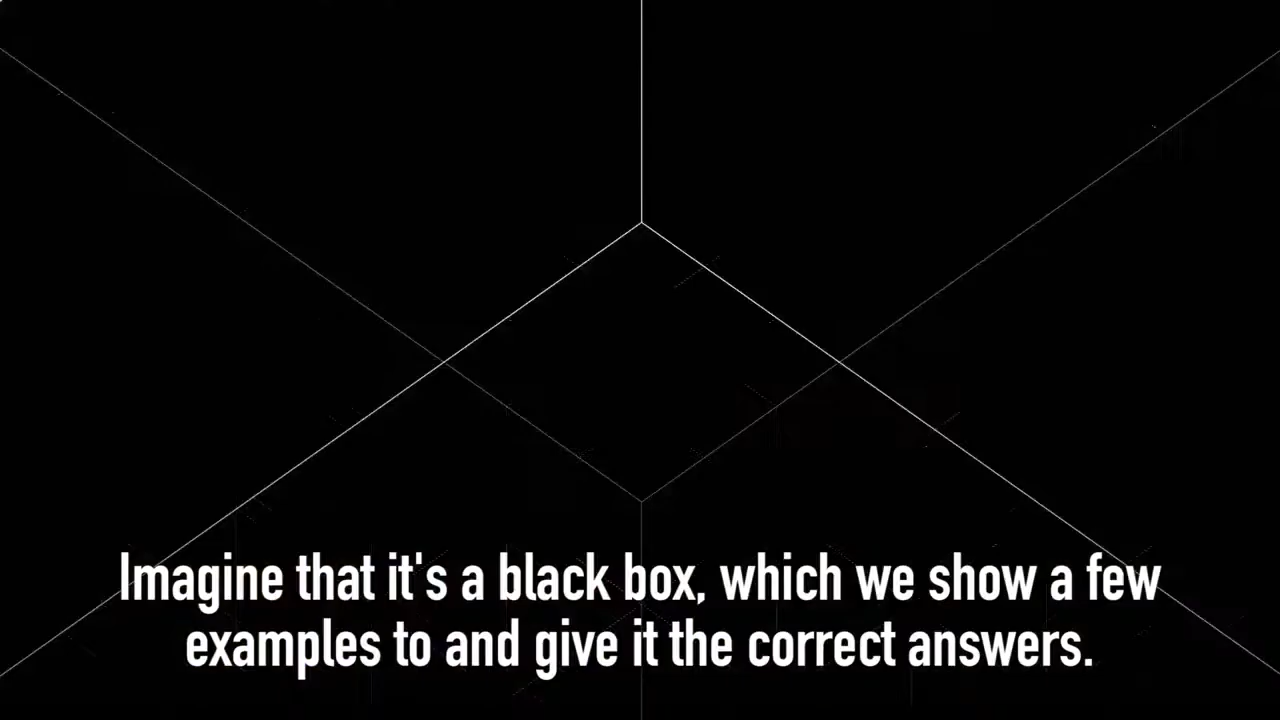 Imagine that it's a black box, which we show a few
examples to and give it the correct answers.